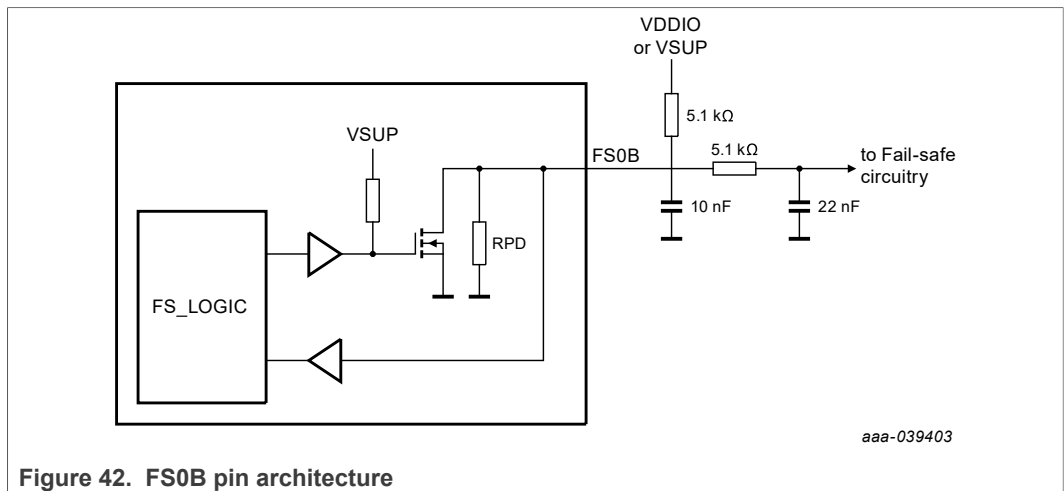 VDDIO
or VSUP
5.1 kΩ
VSUP
FS0B
5.1 kΩ
to Fail-safe
circuitry
10 nF
22 nF
RPD
FS_LOGIC
aaa-039403
Figure 42. FS0B pin architecture